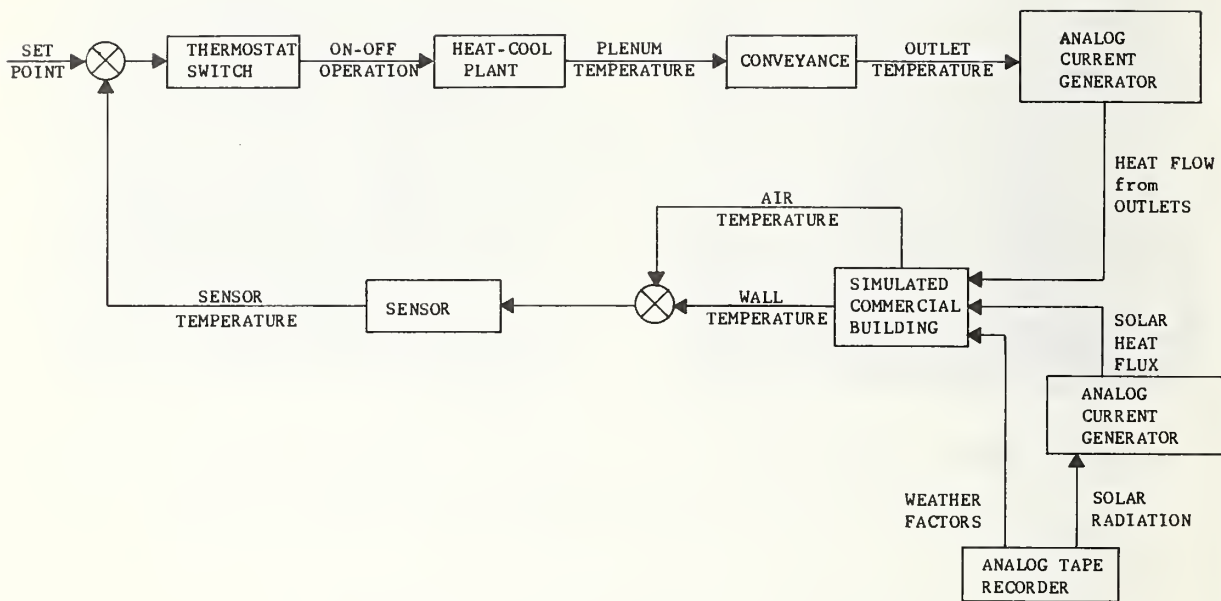 SET
POINT
THERMOSTAT
SWITCH
ON-OFF
OPERATION
HEAT-COOL
PLANT
PLENUM
TEMPERATURE
CONVEYANCE
OUTLET
TEMPERATURE
ANALOG
CURRENT
GENERATOR
HEAT FLOW
from
OUTLETS
AIR
TEMPERATURE
SENSOR
TEMPERATURE
SENSOR
WALL
TEMPERATURE
SIMULATED
COMMERCIAL
BUILDING
SOLAR
HEAT
FLUX
ANALOG
CURRENT
GENERATOR
WEATHER
FACTORS
SOLAR
RADIATION
ANALOG TAPE
RECORDER